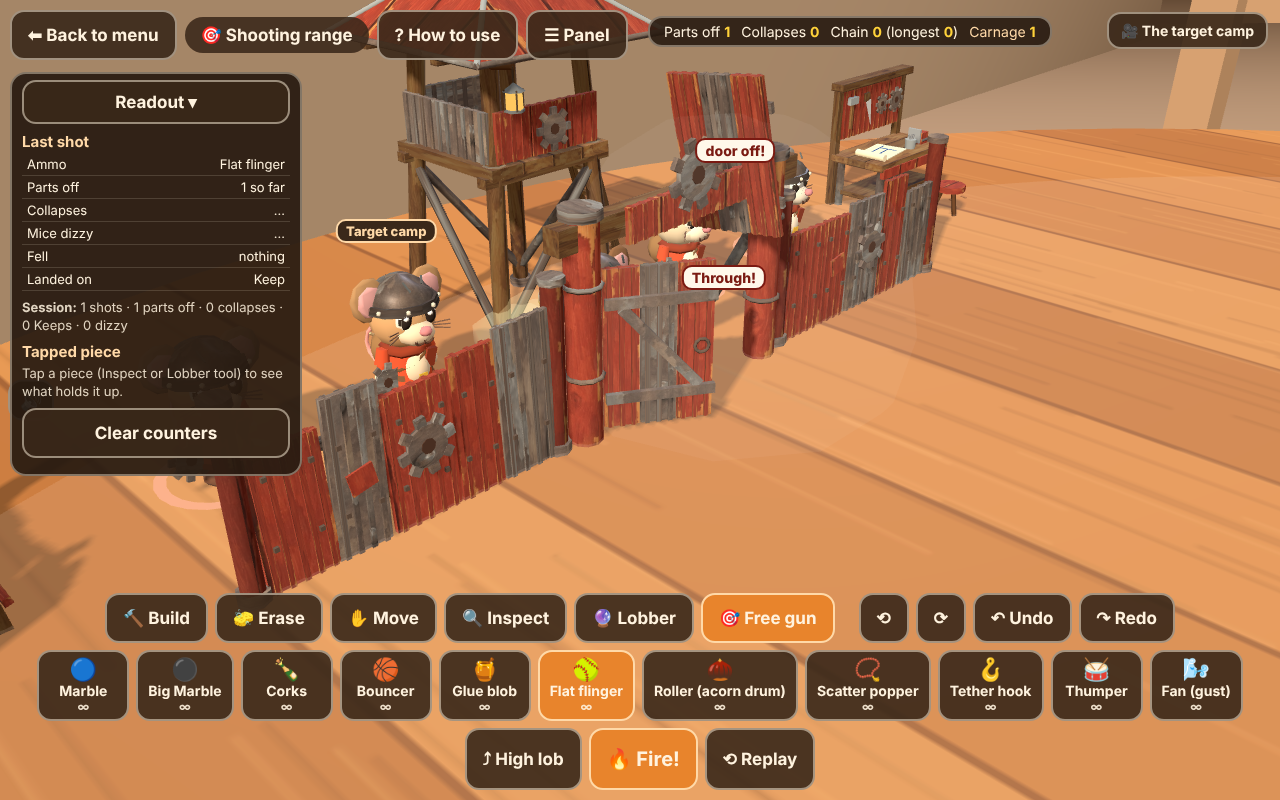 ⬅ Back to menu
🎯 Shooting range
? How to use
☰ Panel
Parts off 1 Collapses 0 Chain 0 (longest 0) Carnage 1
🎥 The target camp
Readout ▾
Last shot
Ammo Flat flinger
Parts off 1 so far
Collapses ...
Mice dizzy ...
Fell nothing
Landed on Keep
Session: 1 shots · 1 parts off · 0 collapses ·
0 Keeps · 0 dizzy
Tapped piece
Tap a piece (Inspect or Lobber tool) to see
what holds it up.
Clear counters
door off!
Target camp
Through!
🔨 Build
🧽 Erase
✋ Move
🔍 Inspect
🔮 Lobber
🎯 Free gun
⟲
⟳
↶ Undo
↷ Redo
Marble
∞
Big Marble
∞
Corks
∞
Bouncer
∞
Glue blob
∞
Flat flinger
∞
Roller (acorn drum)
∞
Scatter popper
∞
Tether hook
∞
Thumper
∞
Fan (gust)
∞
⤴ High lob
🔥 Fire!
⟲ Replay